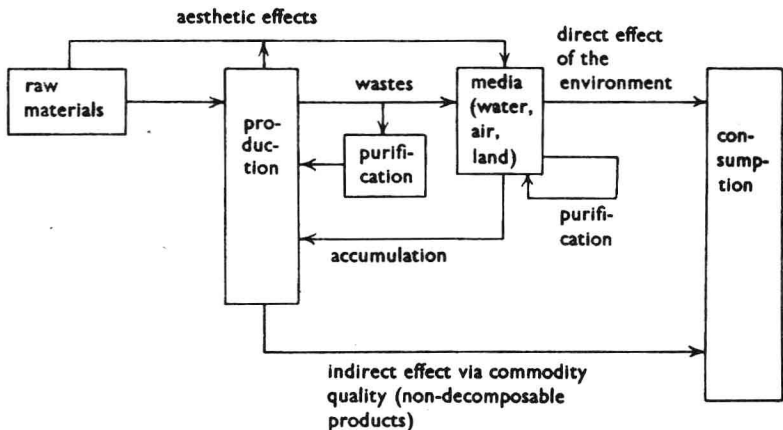 aesthetic effects
direct effect
of the
environment
raw
materials
wastes
media
(water,
air,
land)
pro-
duc-
tion
purifi-
cation
con-
sump-
tion
purifi-
cation
accumulation
indirect effect via commodity
quality (non-decomposable
products)